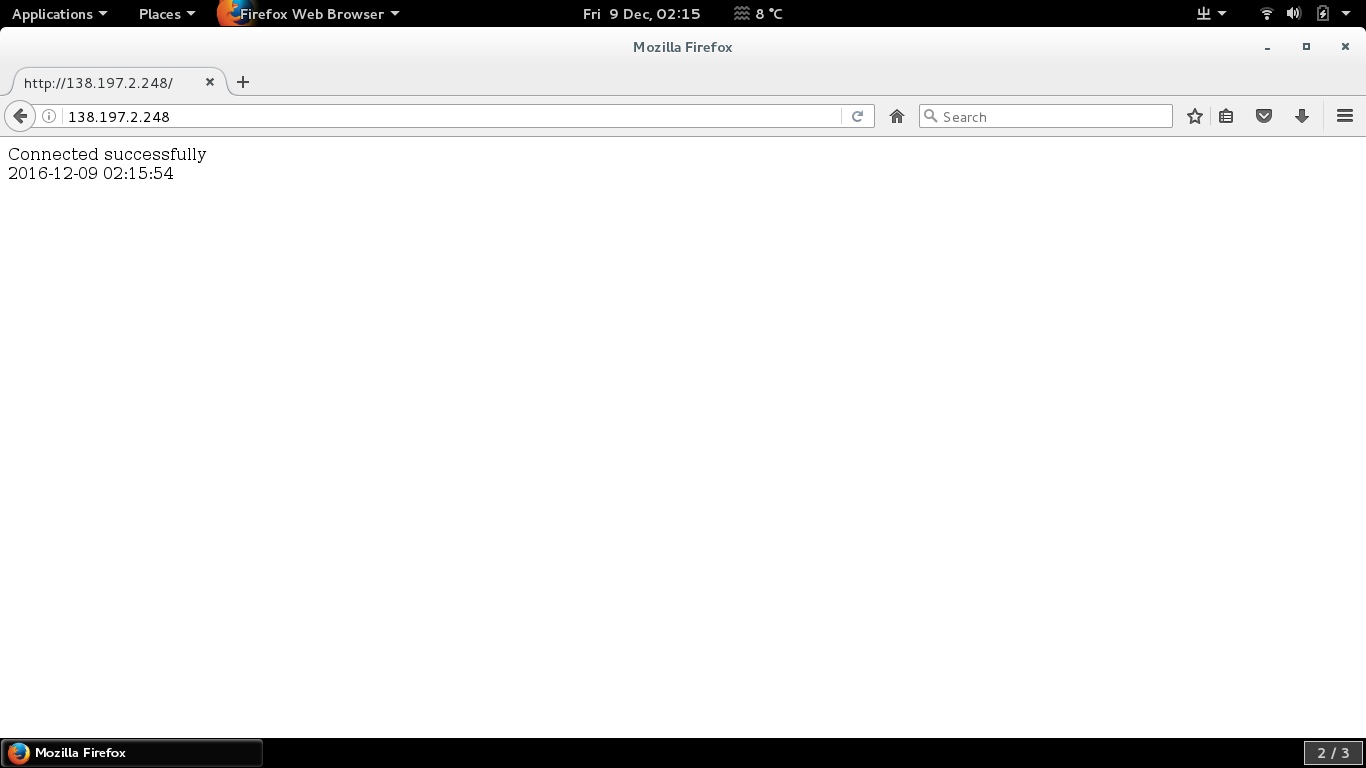 Applications Places Firefox Web Browser Fri 9 Dec, 02:15 8 °C
Mozilla Firefox
http://138.197.2.248/
138.197.2.248 Search
Connected successfully
2016-12-09 02:15:54
Mozilla Firefox 2 / 3